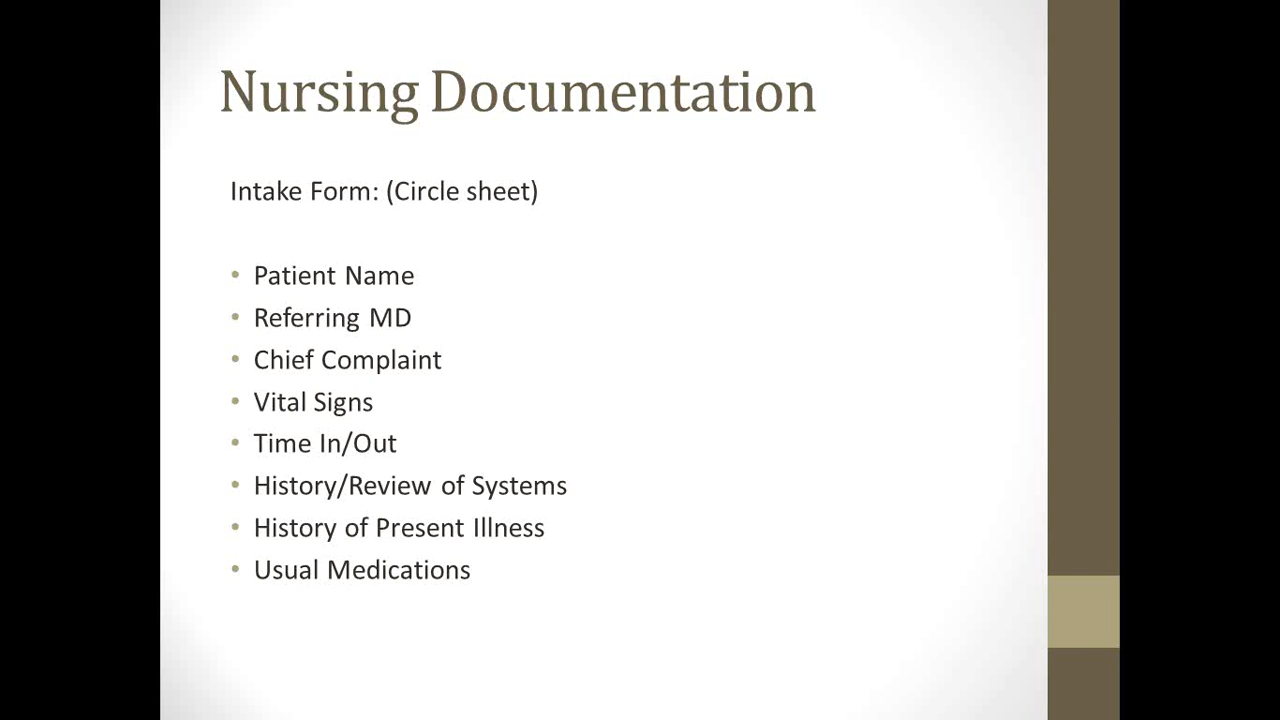 Nursing Documentation
Intake Form: (Circle sheet)
• Patient Name
• Referring MD
• Chief Complaint
• Vital Signs
• Time In/Out
• History/Review of Systems
• History of Present Illness
• Usual Medications